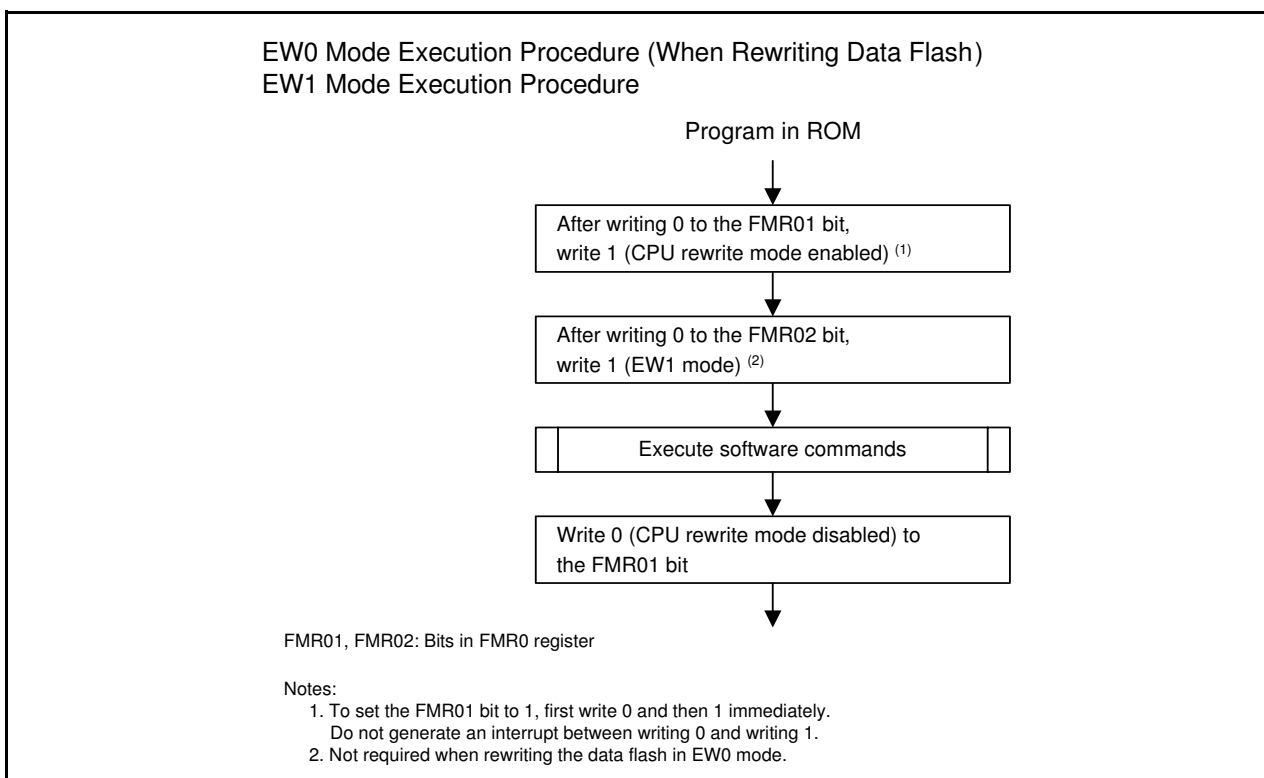 EW0 Mode Execution Procedure (When Rewriting Data Flash)
EW1 Mode Execution Procedure
Program in ROM
After writing 0 to the FMR01 bit,
write 1 (CPU rewrite mode enabled) (1)
After writing 0 to the FMR02 bit,
write 1 (EW1 mode) (2)
Execute software commands
Write 0 (CPU rewrite mode disabled) to
the FMR01 bit
FMR01, FMR02: Bits in FMR0 register
Notes:
1. To set the FMR01 bit to 1, first write 0 and then 1 immediately.
Do not generate an interrupt between writing 0 and writing 1.
2. Not required when rewriting the data flash in EW0 mode.